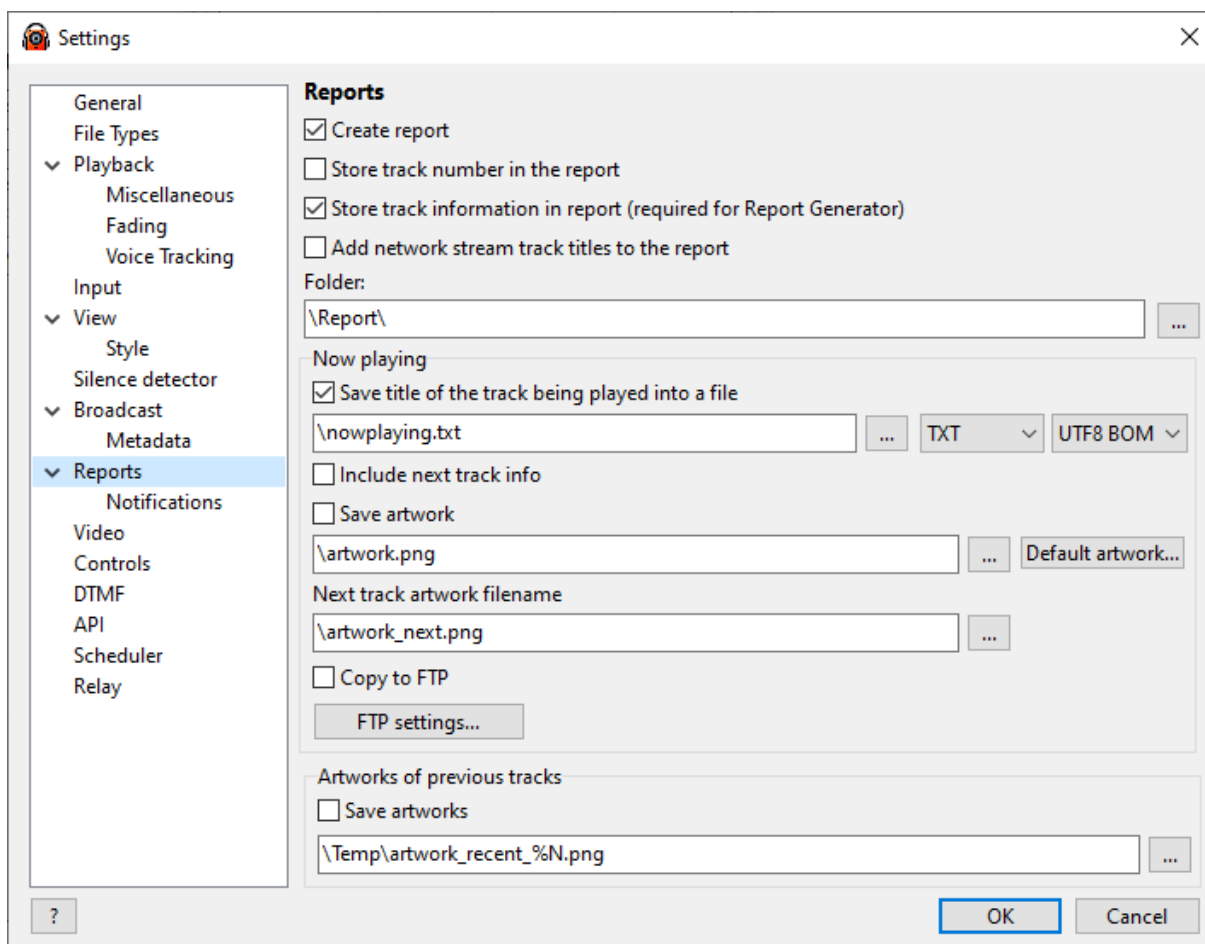 Settings
General
File Types
Playback
Miscellaneous
Fading
Voice Tracking
Input
View
Style
Silence detector
Broadcast
Metadata
Reports
Notifications
Video
Controls
DTMF
API
Scheduler
Relay
Reports
Create report
Store track number in the report
Store track information in report (required for Report Generator)
Add network stream track titles to the report
Folder:
\Report\
...
Now playing
Save title of the track being played into a file
\nowplaying.txt ... TXT UTF8 BOM
Include next track info
Save artwork
\artwork.png ... Default artwork...
Next track artwork filename
\artwork_next.png ...
Copy to FTP
FTP settings...
Artworks of previous tracks
Save artworks
\Temp\artwork_recent_%N.png ...
? OK Cancel